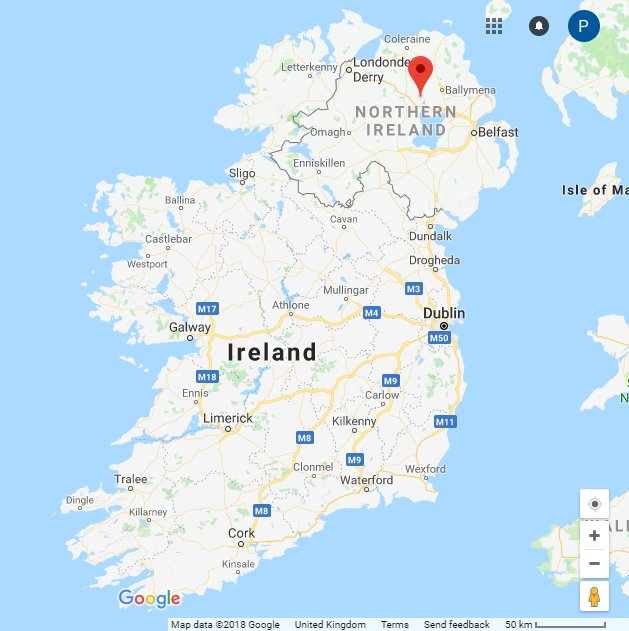 P
Coleraine
Londonde
Derry
Letterkenny
Ballymena
NORTHERN
IRELAND
Omagh
Belfast
Enniskillen
Sligo
Isle of Ma
Ballina
Cavan
Dundalk
Castlebar
Drogheda
Westport
Mullingar
M3
Athlone
M17
M4
Dublin
Galway
M50
Ireland
M18
M9
Ennis
Carlow
Limerick
Kilkenny
M11
M8
M9
Clonmel
Wexford
Tralee
Waterford
Dingle
Killarney
M8
Cork
Kinsale
Google
Map data ©2018 Google United Kingdom Terms Send feedback 50 km